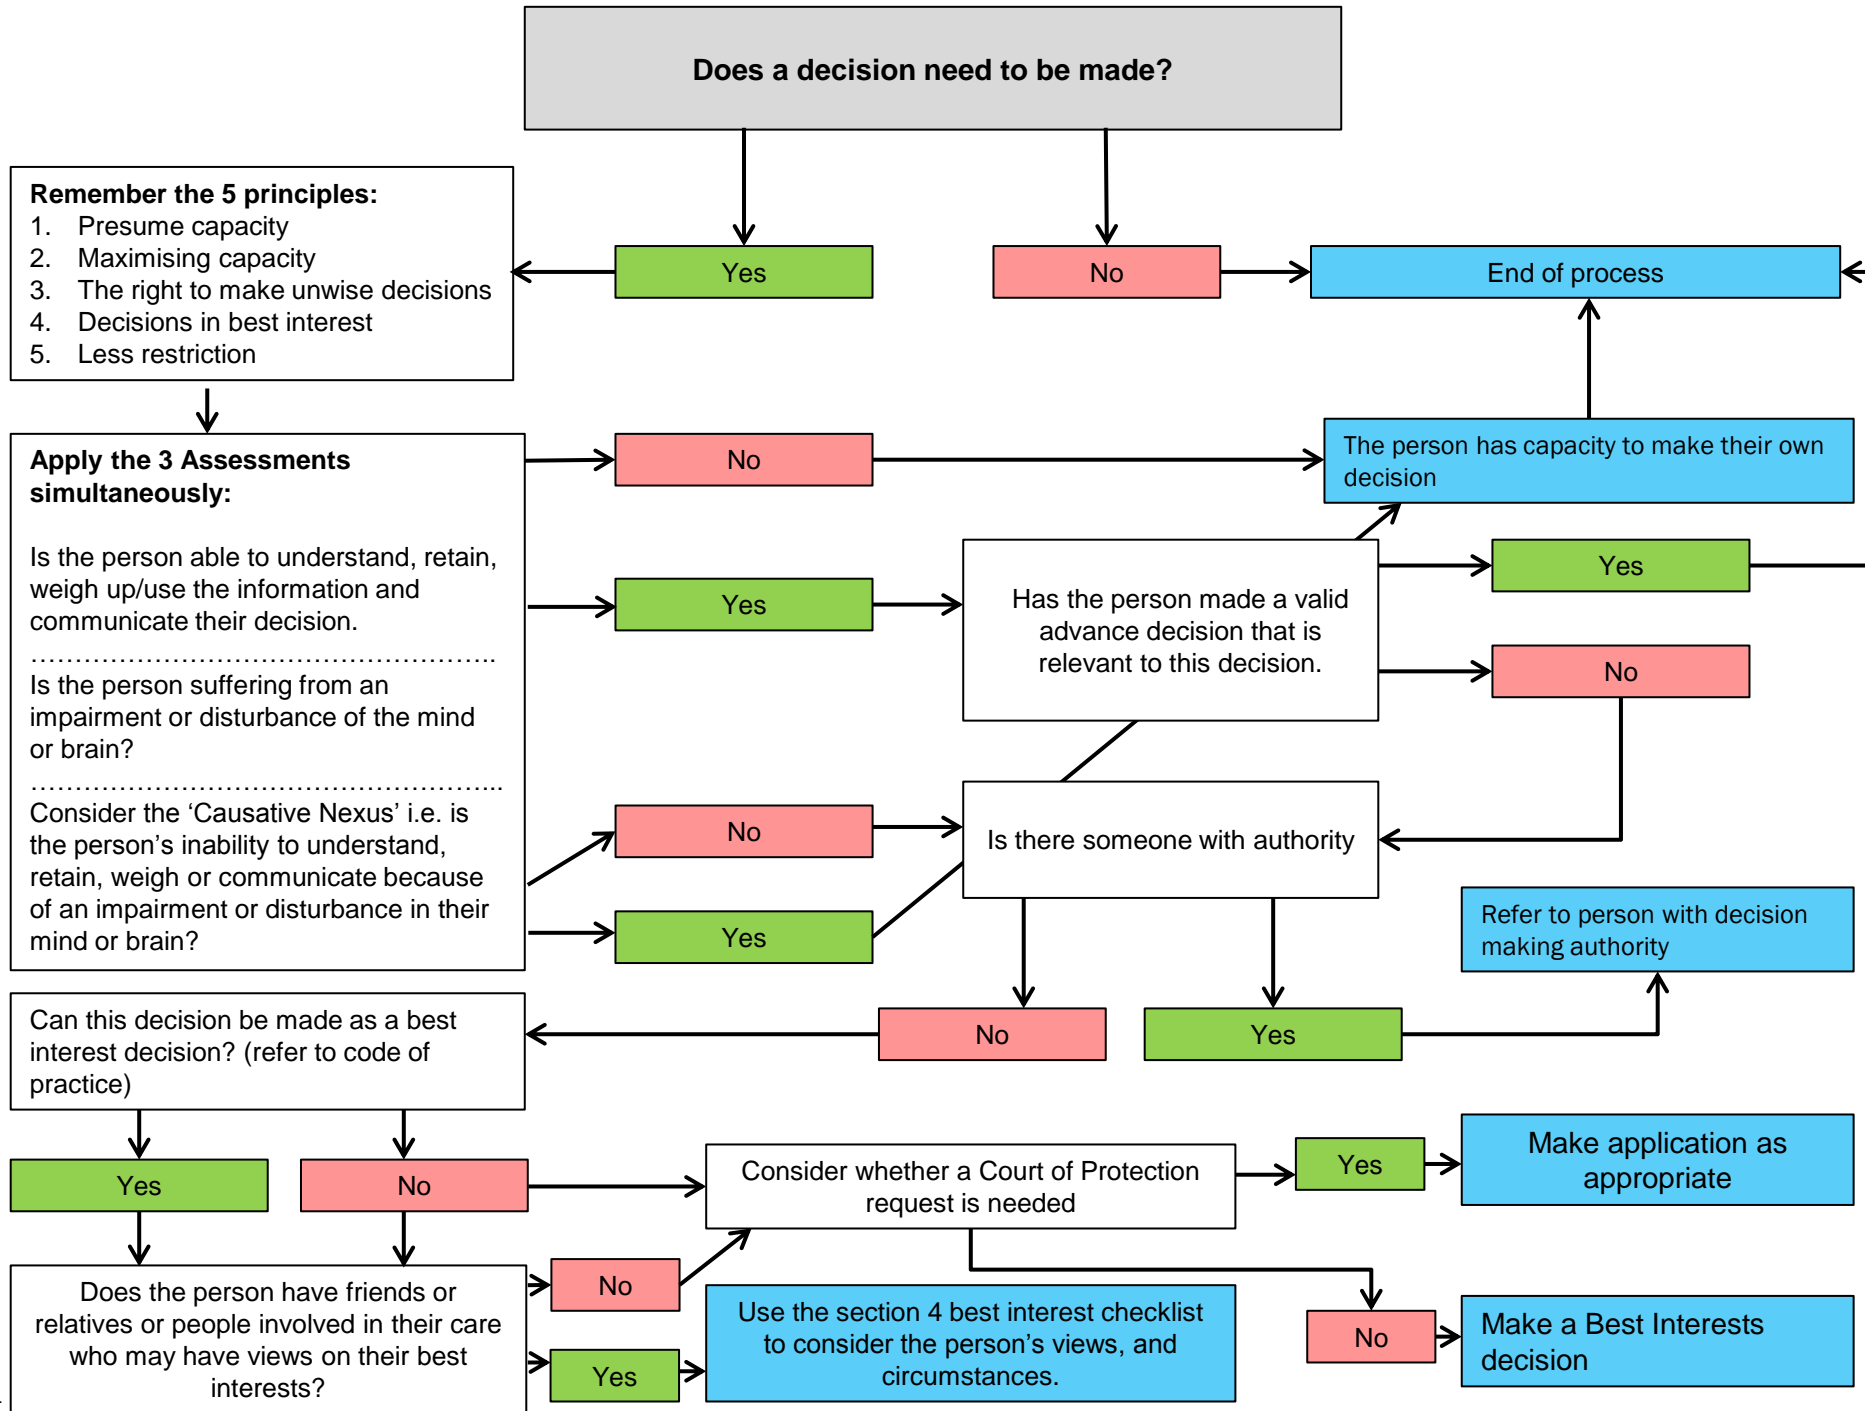 Does a decision need to be made?
Remember the 5 principles:
1. Presume capacity
2. Maximising capacity
3. The right to make unwise decisions
4. Decisions in best interest
5. Less restriction
Yes
No
End of process
Apply the 3 Assessments
simultaneously:
Is the person able to understand, retain,
weigh up/use the information and
communicate their decision.
……………………………………………..
Is the person suffering from an
impairment or disturbance of the mind
or brain?
……………………………………………...
Consider the ‘Causative Nexus’ i.e. is
the person’s inability to understand,
retain, weigh or communicate because
of an impairment or disturbance in their
mind or brain?
No
The person has capacity to make their own
decision
Yes
Has the person made a valid
advance decision that is
relevant to this decision.
Yes
No
No
Is there someone with authority
Yes
Refer to person with decision
making authority
No
Yes
Can this decision be made as a best
interest decision? (refer to code of
practice)
Yes
No
Consider whether a Court of Protection
request is needed
Yes
Make application as
appropriate
Does the person have friends or
relatives or people involved in their care
who may have views on their best
interests?
No
Yes
Use the section 4 best interest checklist
to consider the person’s views, and
circumstances.
No
Make a Best Interests
decision